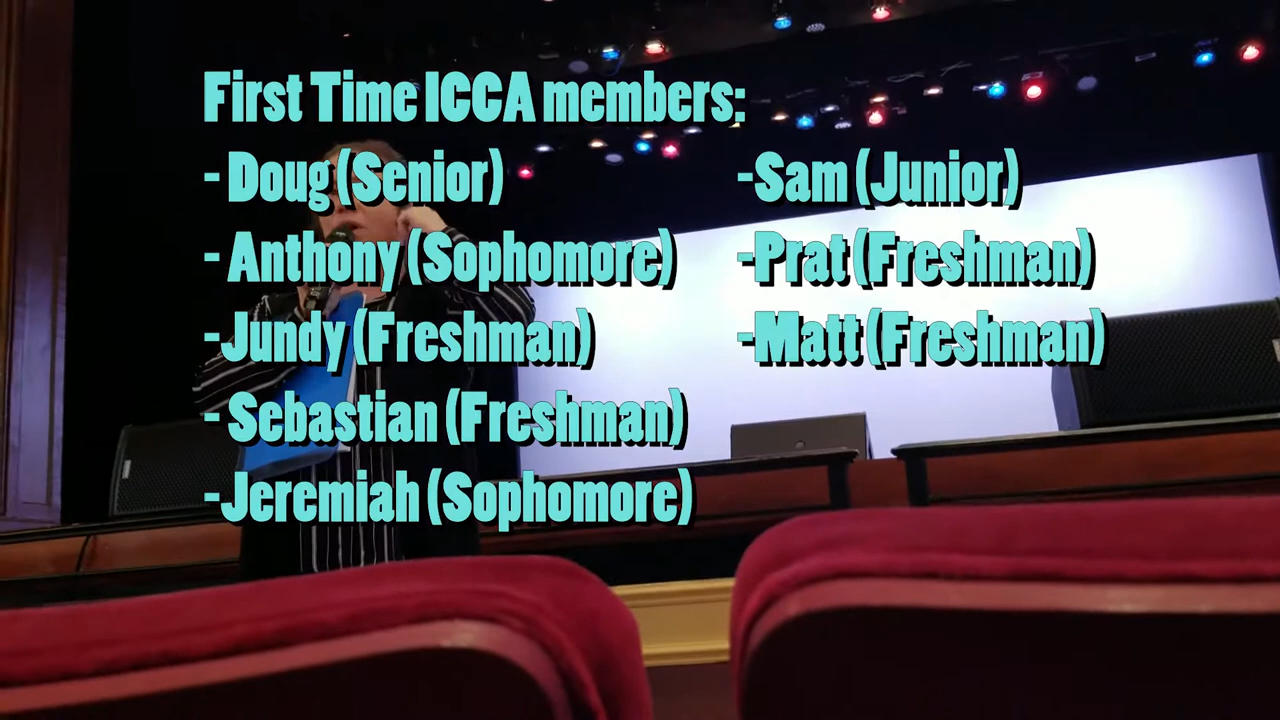 First Time ICCA members:
- Doug (Senior)
- Anthony (Sophomore)
-Jundy (Freshman)
- Sebastian (Freshman)
-Jeremiah (Sophomore)
-Sam (Junior)
-Prat (Freshman)
-Matt (Freshman)